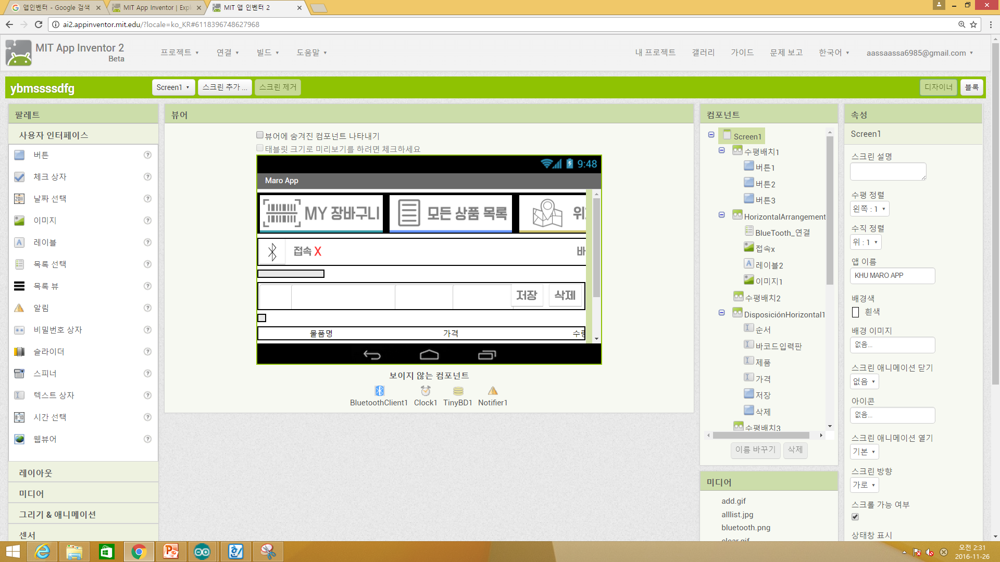 앱인벤터 - Google 검색
MIT App Inventor | Expl
MIT 앱 인벤터 2
ai2.appinventor.mit.edu/?locale=ko_KR#6118396748627968
MIT App Inventor 2
Beta
프로젝트
연결
빌드
도움말
내 프로젝트
갤러리
가이드
문제 보고
한국어
aassaassa6985@gmail.com
ybmssssdfg
Screen1
스크린 추가 ...
스크린 제거
디자이너
블록
팔레트
사용자 인터페이스
버튼
체크 상자
날짜 선택
이미지
레이블
목록 선택
목록 뷰
알림
비밀번호 상자
슬라이더
스피너
텍스트 상자
시간 선택
웹뷰어
레이아웃
미디어
그리기 & 애니메이션
센서
뷰어
뷰어에 숨겨진 컴포넌트 나타내기
태블릿 크기로 미리보기를 하려면 체크하세요
9:48
Maro App
MY 장바구니
모든 상품 목록
위
접속 X
바
저장
삭제
물품명
가격
수량
보이지 않는 컴포넌트
BluetoothClient1
Clock1
TinyBD1
Notifier1
컴포넌트
Screen1
수평배치1
버튼1
버튼2
버튼3
HorizontalArrangement
BlueTooth_연결
접속x
레이블2
이미지1
수평배치2
DisposiciónHorizontal1
순서
바코드입력판
제품
가격
저장
삭제
수평배치3
이름 바꾸기
삭제
미디어
add.gif
alllist.jpg
bluetooth.png
clear.gif
속성
Screen1
스크린 설명
수평 정렬
왼쪽 : 1
수직 정렬
위 : 1
앱 이름
KHU MARO APP
배경색
흰색
배경 이미지
없음...
스크린 애니메이션 닫기
없음
아이콘
없음...
스크린 애니메이션 열기
기본
스크린 방향
가로
스크롤 가능 여부
상태창 표시
오전 2:31
2016-11-26